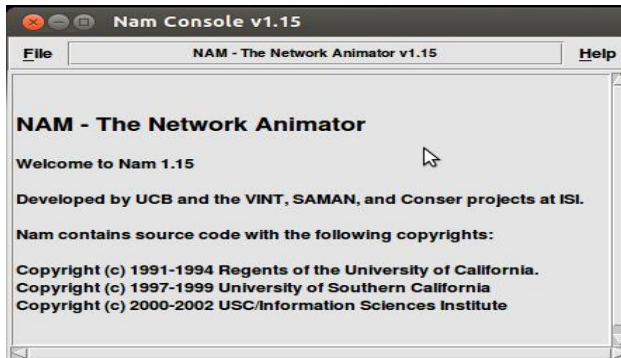 Nam Console v1.15
File NAM - The Network Animator v1.15 Help
NAM - The Network Animator
Welcome to Nam 1.15
Developed by UCB and the VINT, SAMAN, and Conser projects at ISI.
Nam contains source code with the following copyrights:
Copyright (c) 1991-1994 Regents of the University of California.
Copyright (c) 1997-1999 University of Southern California
Copyright (c) 2000-2002 USC/Information Sciences Institute